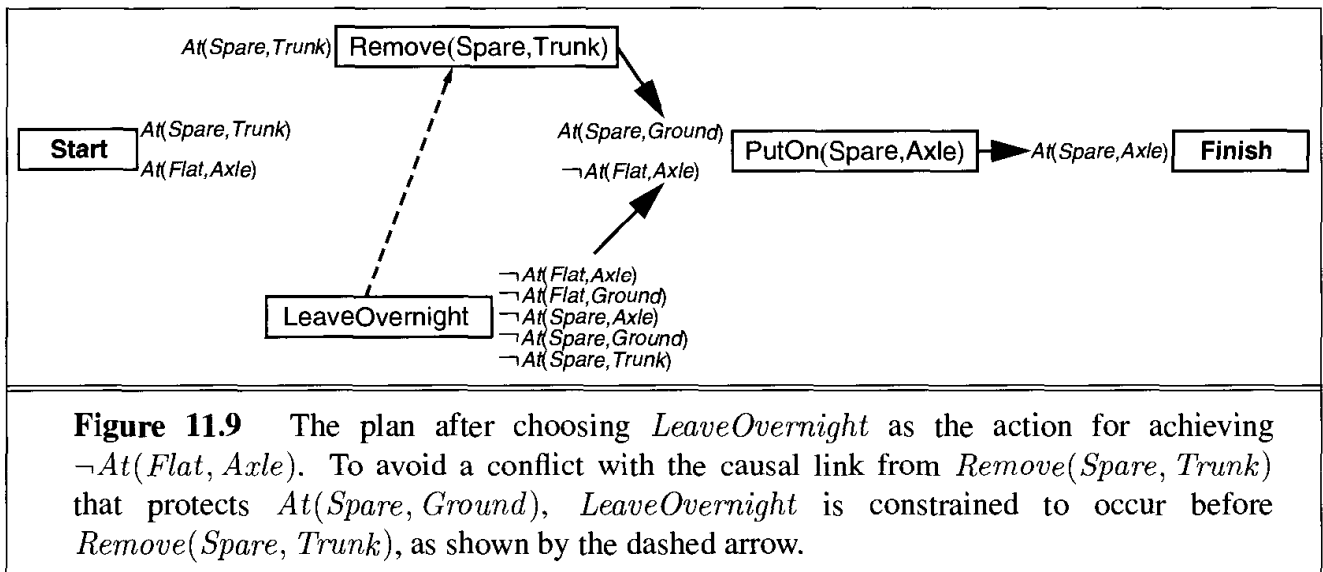 At(Spare,Trunk) Remove(Spare,Trunk)
Start
At(Spare,Trunk)
At(Flat,Axle)
At(Spare,Ground)
¬At(Flat,Axle)
PutOn(Spare,Axle)
At(Spare,Axle) Finish
LeaveOvernight
¬At(Flat,Axle)
¬At(Flat,Ground)
¬At(Spare,Axle)
¬At(Spare,Ground)
¬At(Spare,Trunk)
Figure 11.9 The plan after choosing LeaveOvernight as the action for achieving
¬At(Flat, Axle). To avoid a conflict with the causal link from Remove(Spare, Trunk)
that protects At(Spare, Ground), LeaveOvernight is constrained to occur before
Remove(Spare, Trunk), as shown by the dashed arrow.